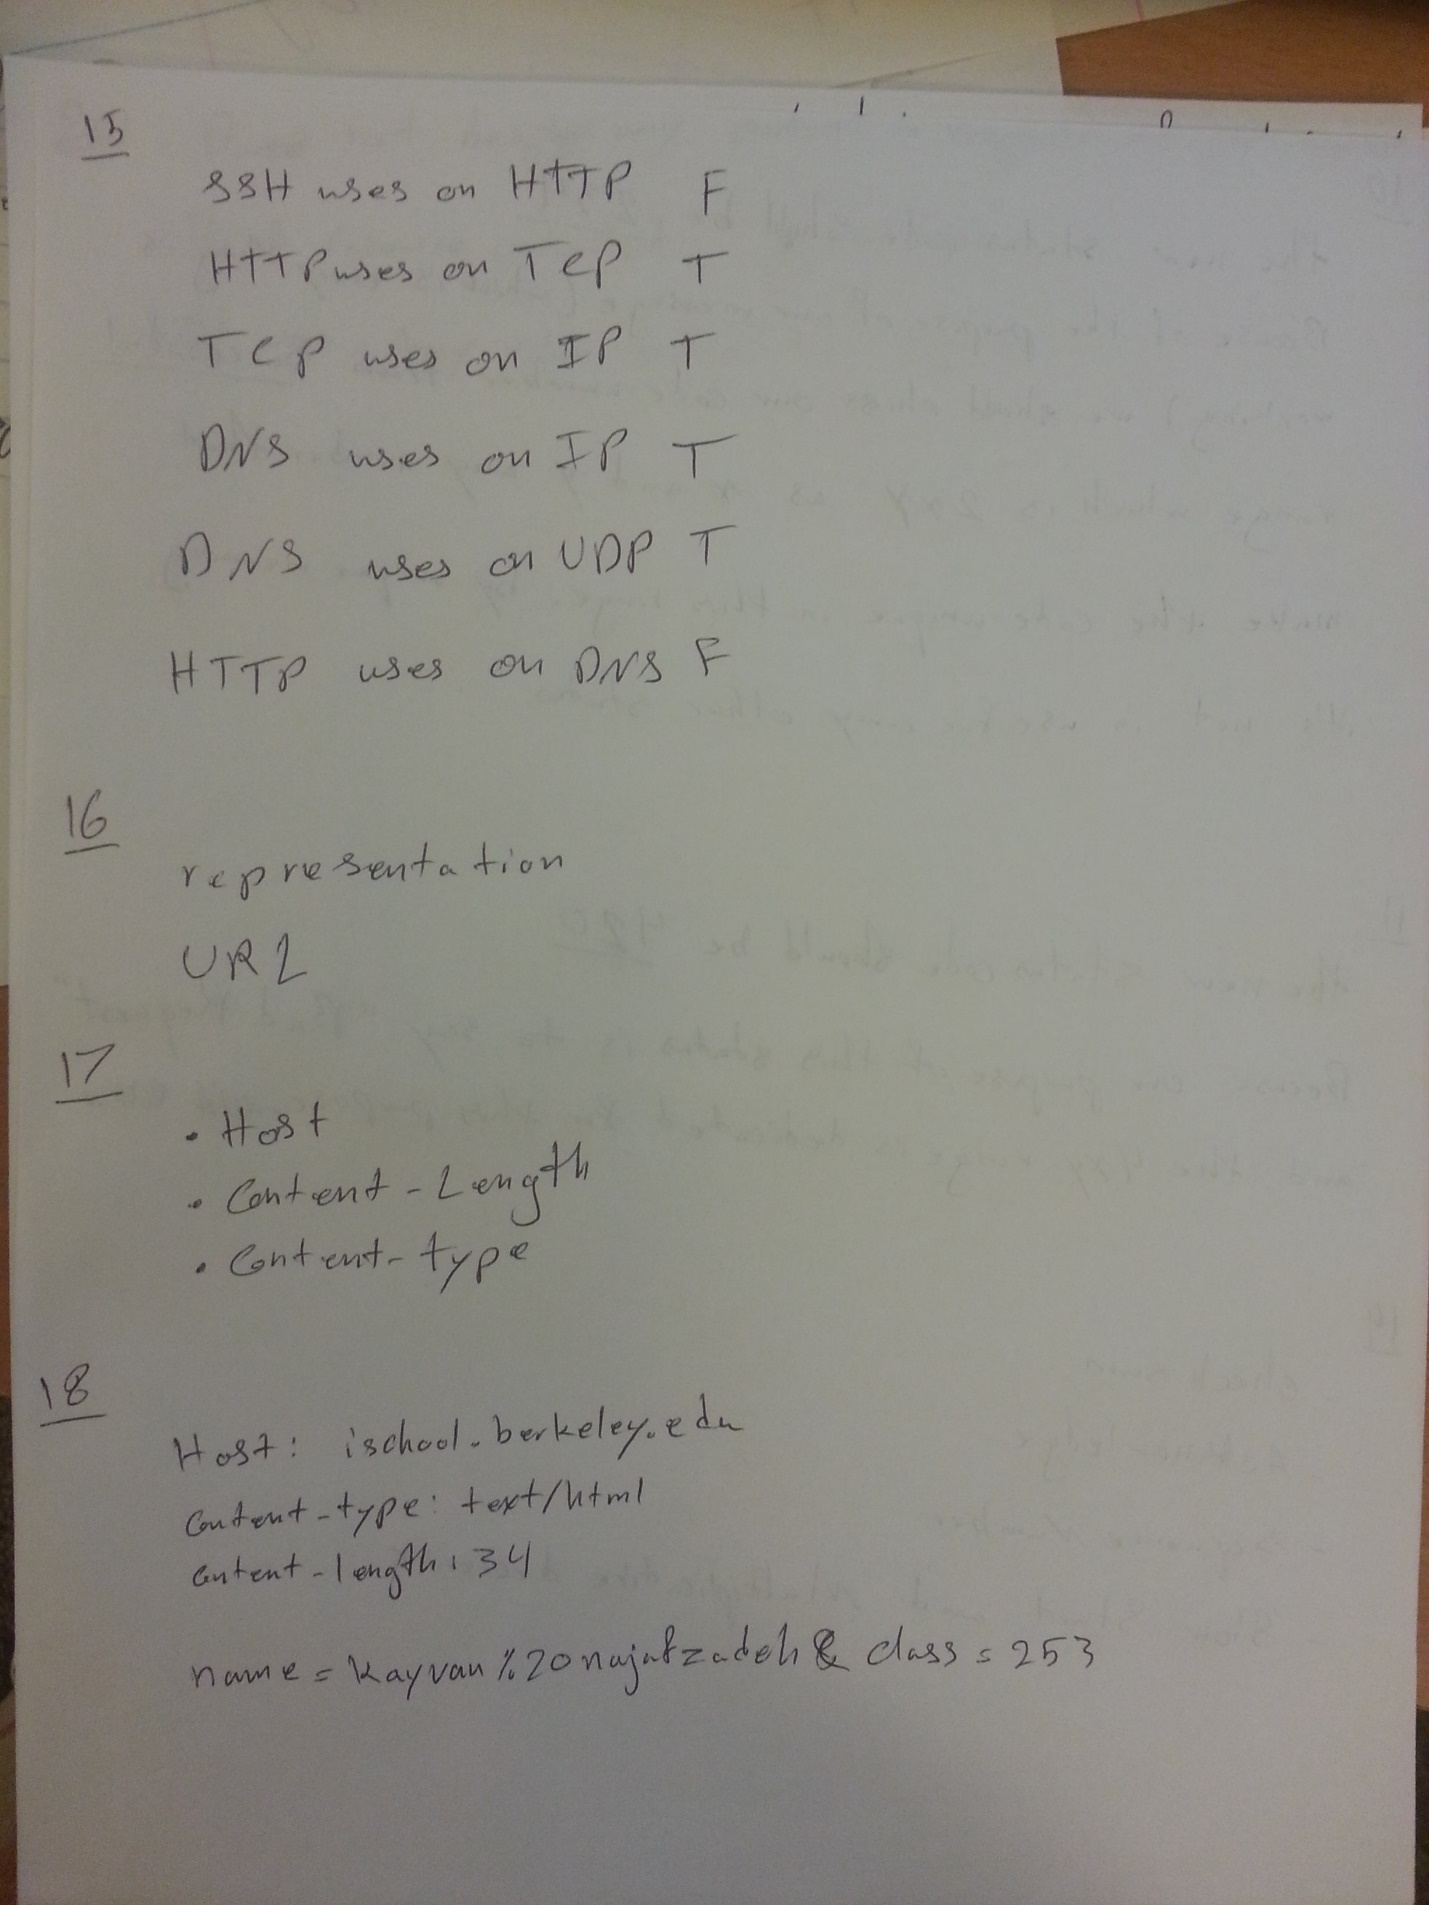 15
SSH uses on HTTP F
HTTP uses on TCP T
TCP uses on IP T
DNS uses on IP T
DNS uses on UDP T
HTTP uses on DNS F
16
representation
URL
17
• Host
• Content-Length
• Content-type
18
Host: ischool.berkeley.edu
Content-type: text/html
Content-length: 34
name=kayvan%20najafzadeh&class=253